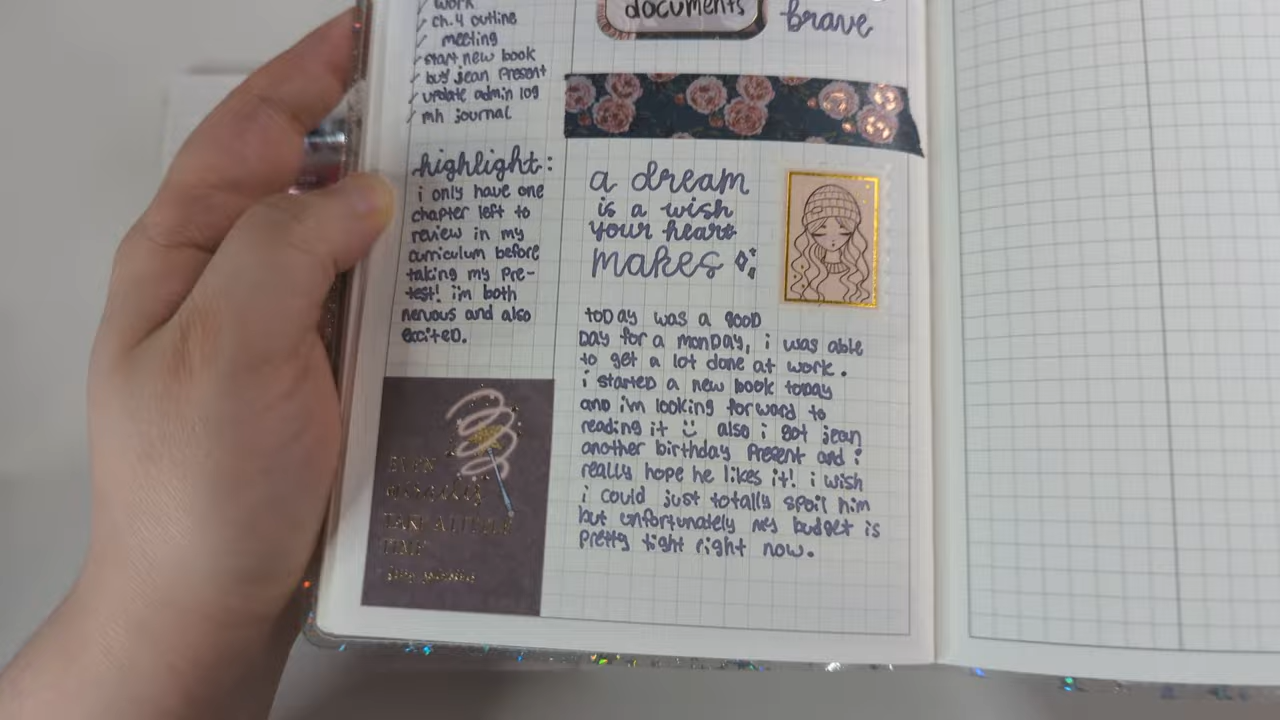 work
ch. 4 outline
meeting
start new book
buy jean present
update admin log
mh journal
highlight:
i only have one
chapter left to
review in my
curriculum before
taking my pre-
test! i'm both
nervous and also
excited.
EVEN
miracles
TAKE A LITTLE
TIME
documents
brave
a dream
is a wish
your heart
makes
today was a good
day for a monday, i was able
to get a lot done at work.
i started a new book today
and i'm looking forward to
reading it also i got jean
another birthday present and i
really hope he likes it! i wish
i could just totally spoil him
but unfortunately my budget is
pretty tight right now.